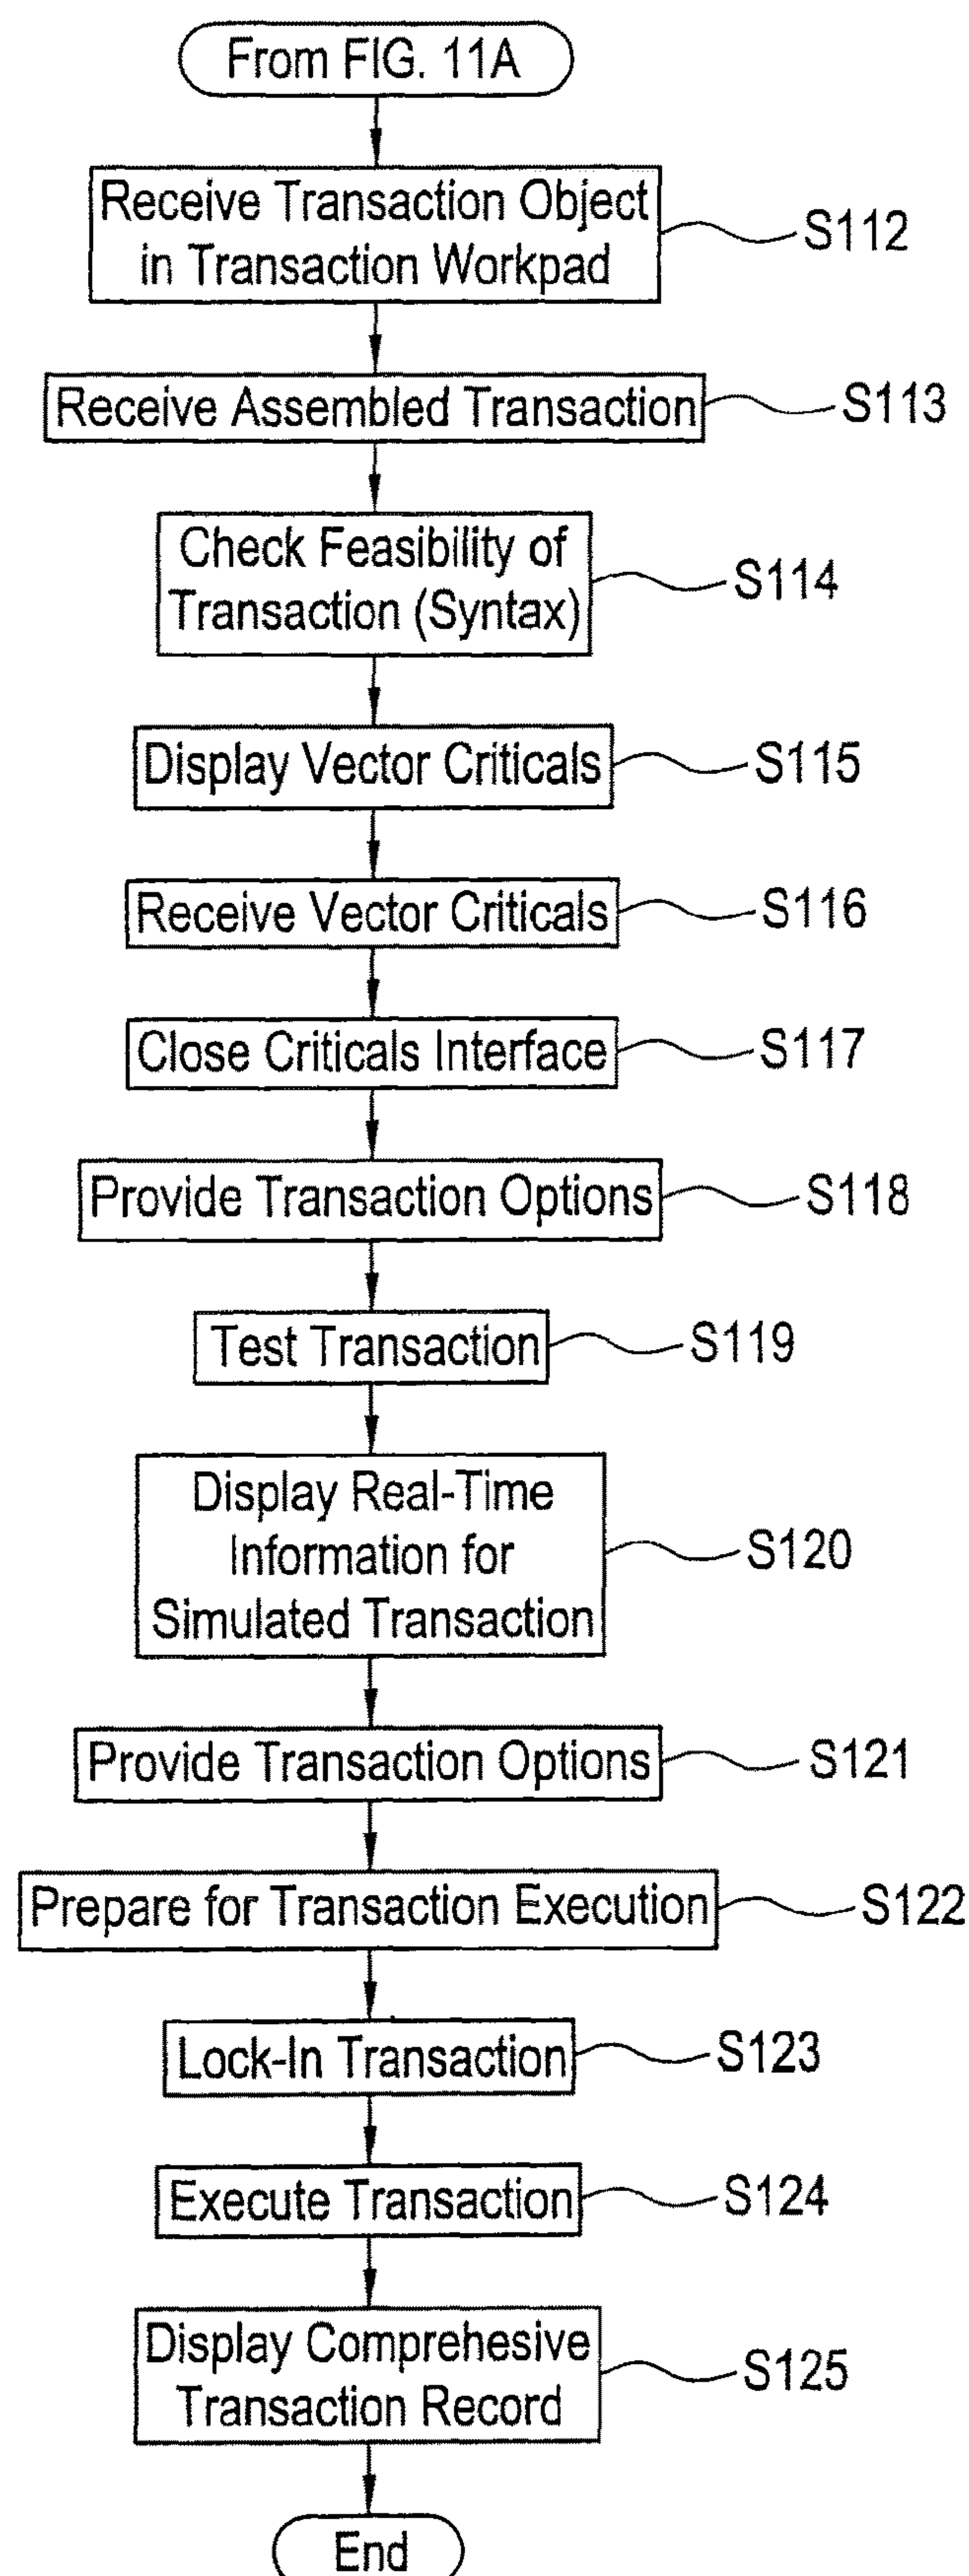 From FIG. 11A
Receive Transaction Object
in Transaction Workpad
S112
Receive Assembled Transaction
S113
Check Feasibility of
Transaction (Syntax)
S114
Display Vector Criticals
S115
Receive Vector Criticals
S116
Close Criticals Interface
S117
Provide Transaction Options
S118
Test Transaction
S119
Display Real-Time
Information for
Simulated Transaction
S120
Provide Transaction Options
S121
Prepare for Transaction Execution
S122
Lock-In Transaction
S123
Execute Transaction
S124
Display Comprehesive
Transaction Record
S125
End